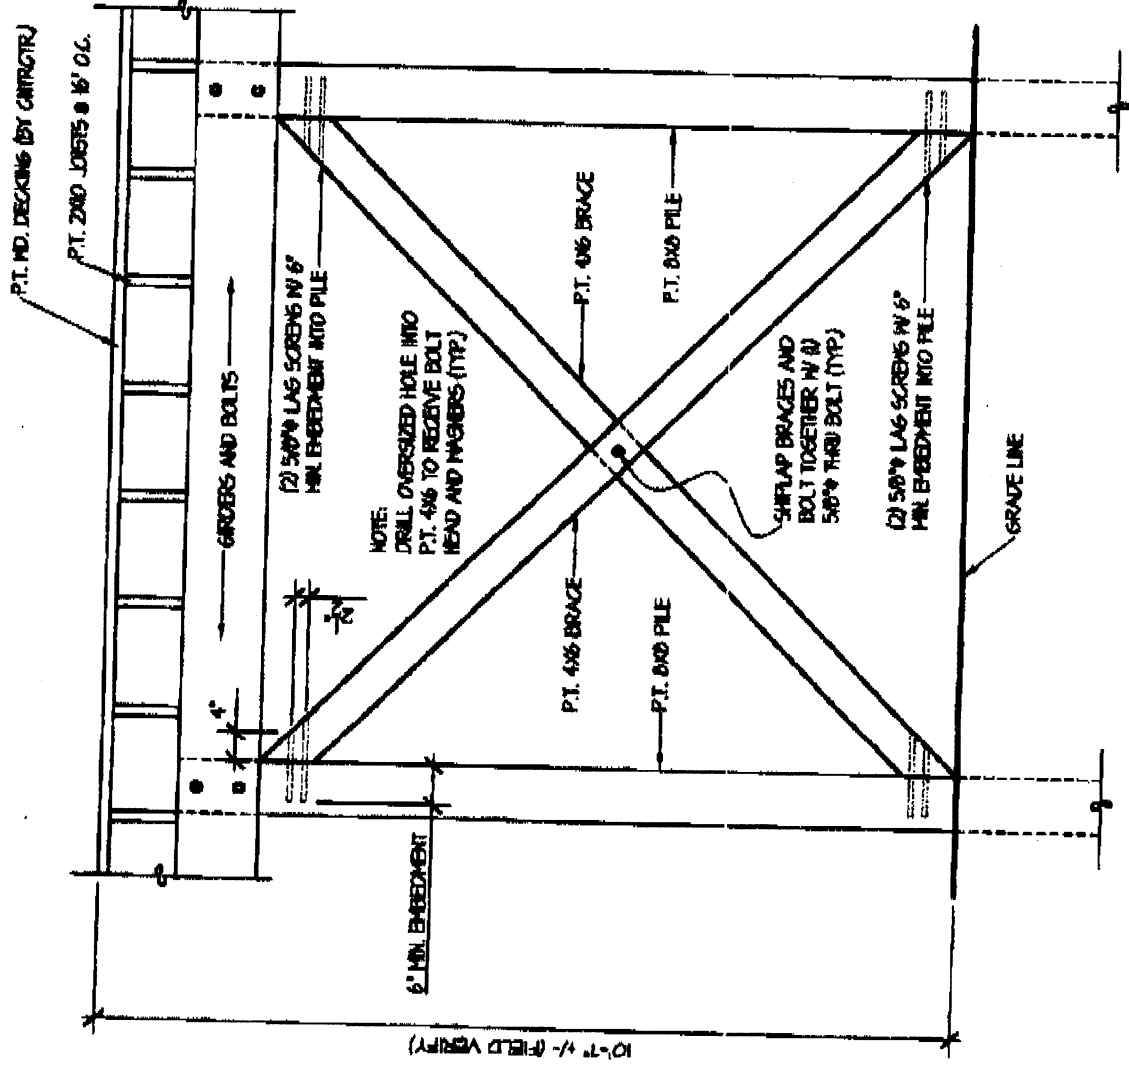 P.T. WD. DECKING (BY CNTRCTR.)
P.T. 2X10 JOISTS @ 16" O.C.
GIRDERS AND BOLTS
4"
(2) 5/8"Φ LAG SCREWS W/ 6"
MIN. EMBEDMENT INTO PILE
NOTE:
DRILL OVERSIZED HOLE INTO
P.T. 4X6 TO RECEIVE BOLT
HEAD AND WASHERS (TYP.)
P.T. 4X6 BRACE
P.T. 8X8 PILE
P.T. 4X6 BRACE
P.T. 8X8 PILE
SHIPLAP BRACES AND
BOLT TOGETHER W/ (1)
5/8"Φ THRU BOLT (TYP.)
(2) 5/8"Φ LAG SCREWS W/ 6"
MIN. EMBEDMENT INTO PILE
GRADE LINE
6" MIN. EMBEDMENT
10'-7" +/- (FIELD VERIFY)